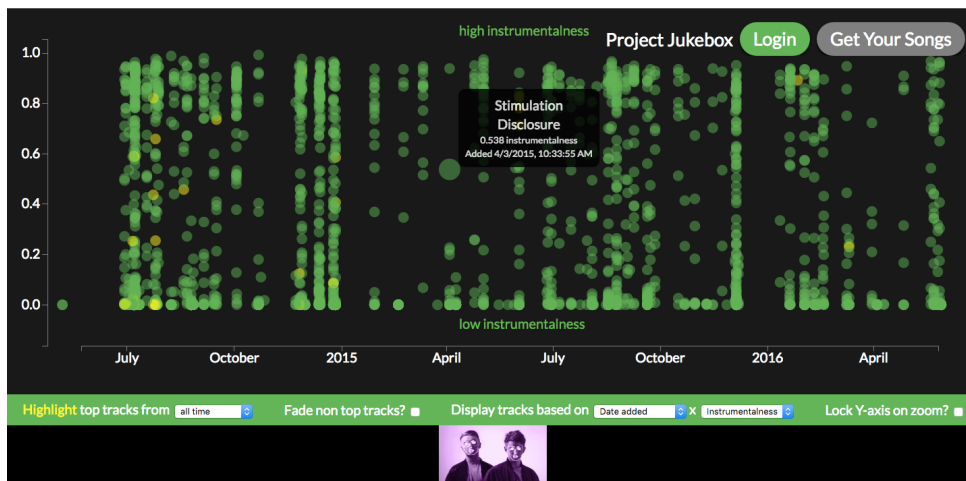 high instrumentalness
Project Jukebox
Login
Get Your Songs
1.0
0.8
0.6
0.4
0.2
0.0
Stimulation
Disclosure
0.538 instrumentalness
Added 4/3/2015, 10:33:55 AM
low instrumentalness
July October 2015 April July October 2016 April
Highlight top tracks from all time Fade non top tracks? Display tracks based on Date added x Instrumentalness Lock Y-axis on zoom?